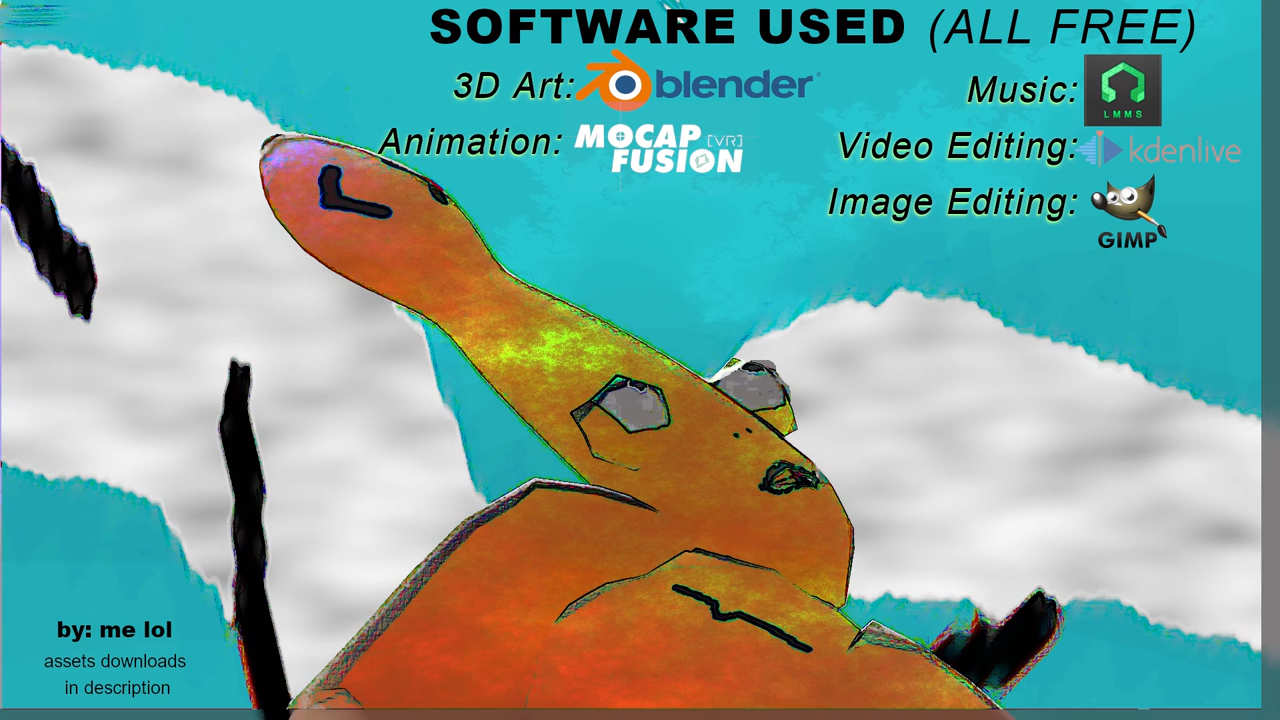 SOFTWARE USED (ALL FREE)
3D Art: blender
Animation: MOCAP [VR] FUSION
Music: LMMS
Video Editing: kdenlive
Image Editing: GIMP
by: me lol
assets downloads
in description